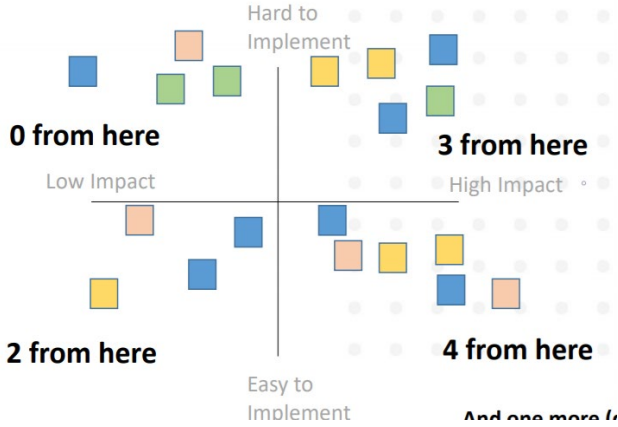 Hard to
Implement
0 from here
3 from here
Low Impact
High Impact
2 from here
4 from here
Easy to
Implement
And one more